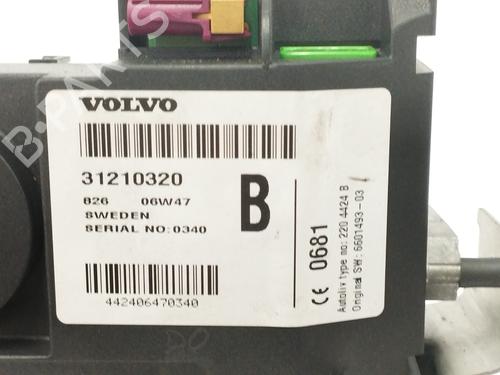 VOLVO
31210320
826 06W47
SWEDEN
SERIAL NO:0340
442406470340
B
CE 0681
Autoliv type no: 220 4424 B
Original SW: 6601493-03
B-PARTS